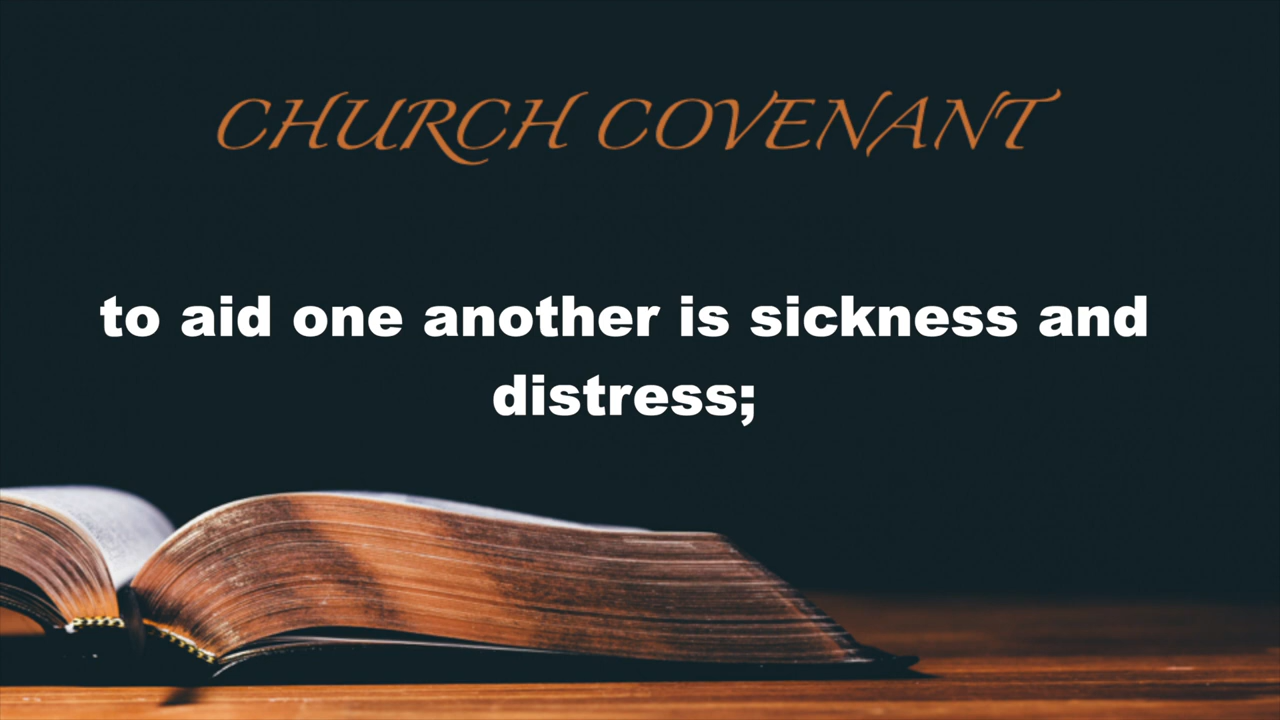 CHURCH COVENANT
to aid one another is sickness and
distress;